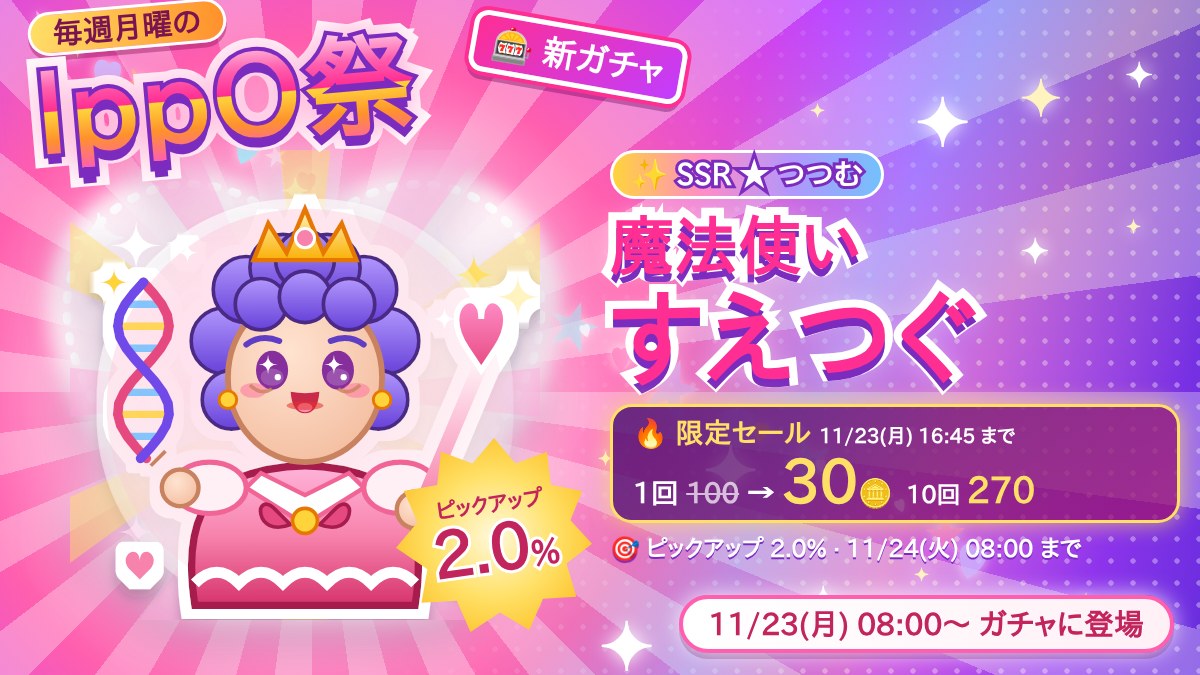 毎週月曜の
IppO祭
777
新ガチャ
SSR★つつむ
魔法使い
すえつぐ
限定セール 11/23(月) 16:45 まで
1回 100 → 30 10回 270
ピックアップ 2.0% · 11/24(火) 08:00 まで
ピックアップ
2.0%
11/23(月) 08:00〜 ガチャに登場